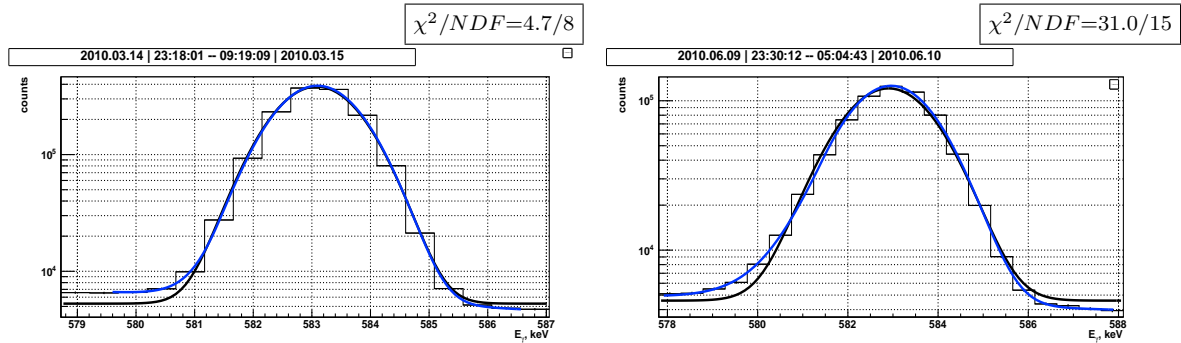 χ²/NDF=4.7/8
2010.03.14 | 23:18:01 -- 09:19:09 | 2010.03.15
counts
10⁵
10⁴
579 580 581 582 583 584 585 586 587
Eγ, keV
χ²/NDF=31.0/15
2010.06.09 | 23:30:12 -- 05:04:43 | 2010.06.10
counts
10⁵
10⁴
578 580 582 584 586 588
Eγ, keV